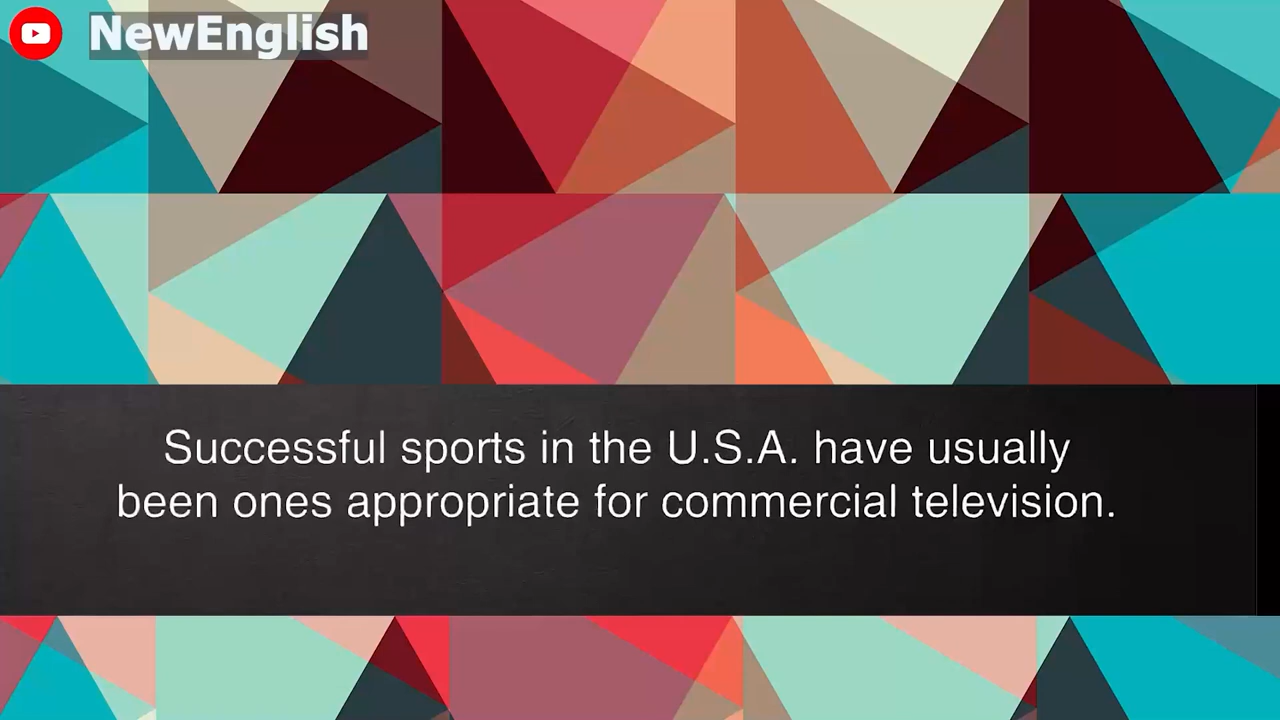 NewEnglish
Successful sports in the U.S.A. have usually
been ones appropriate for commercial television.